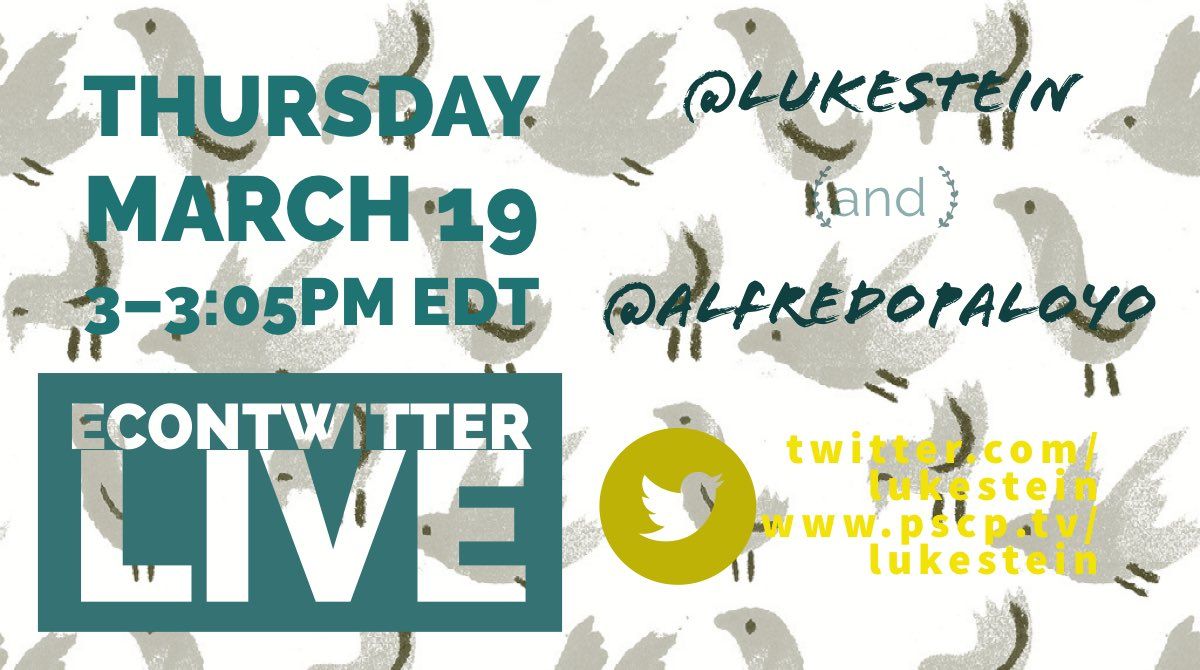 THURSDAY
MARCH 19
3–3:05PM EDT
ECONTWITTER
LIVE
@LUKESTEIN
(and)
@ALFREDOPALOYO
twitter.com/
lukestein
www.pscp.tv/
lukestein